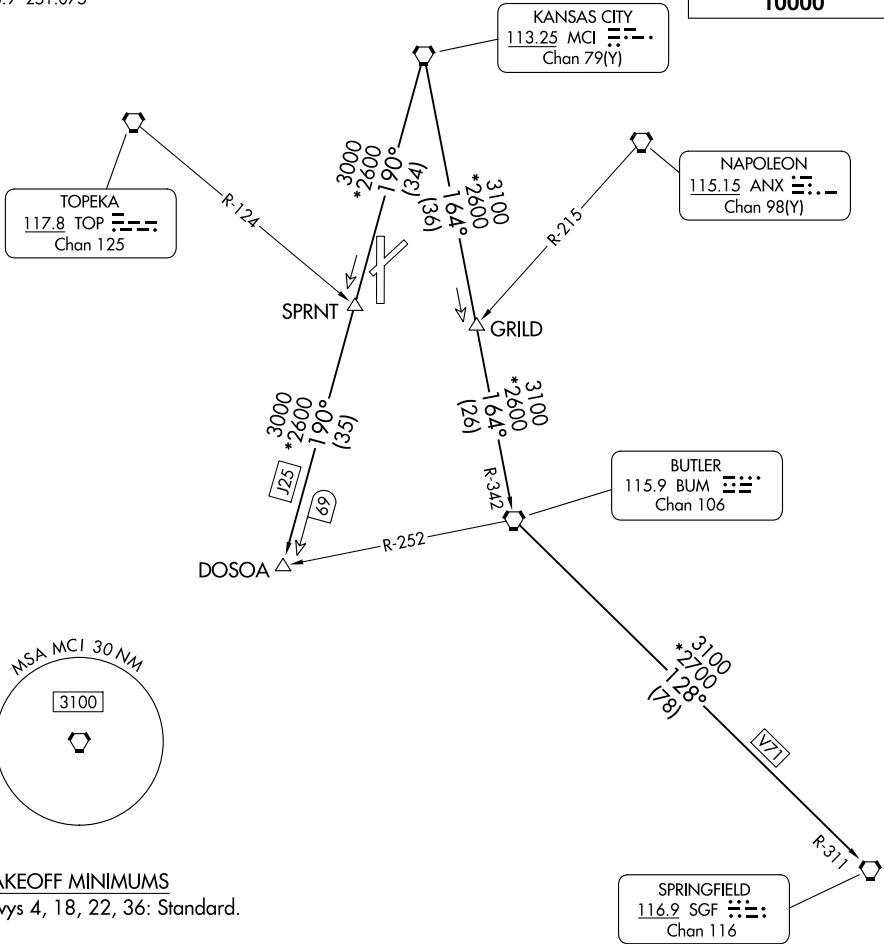 10000
KANSAS CITY
113.25 MCI
Chan 79(Y)
NAPOLEON
115.15 ANX
Chan 98(Y)
TOPEKA
117.8 TOP
Chan 125
R-124
3000
*2600
190°
(34)
3100
*2600
164°
(36)
R-215
SPRNT
GRILD
3000
*2600
190°
(35)
3100
*2600
164°
(26)
J25
69
R-342
BUTLER
115.9 BUM
Chan 106
R-252
DOSOA
MSA MCI 30 NM
3100
3100
*2700
128°
(78)
V71
R-311
AKEOFF MINIMUMS
wys 4, 18, 22, 36: Standard.
SPRINGFIELD
116.9 SGF
Chan 116